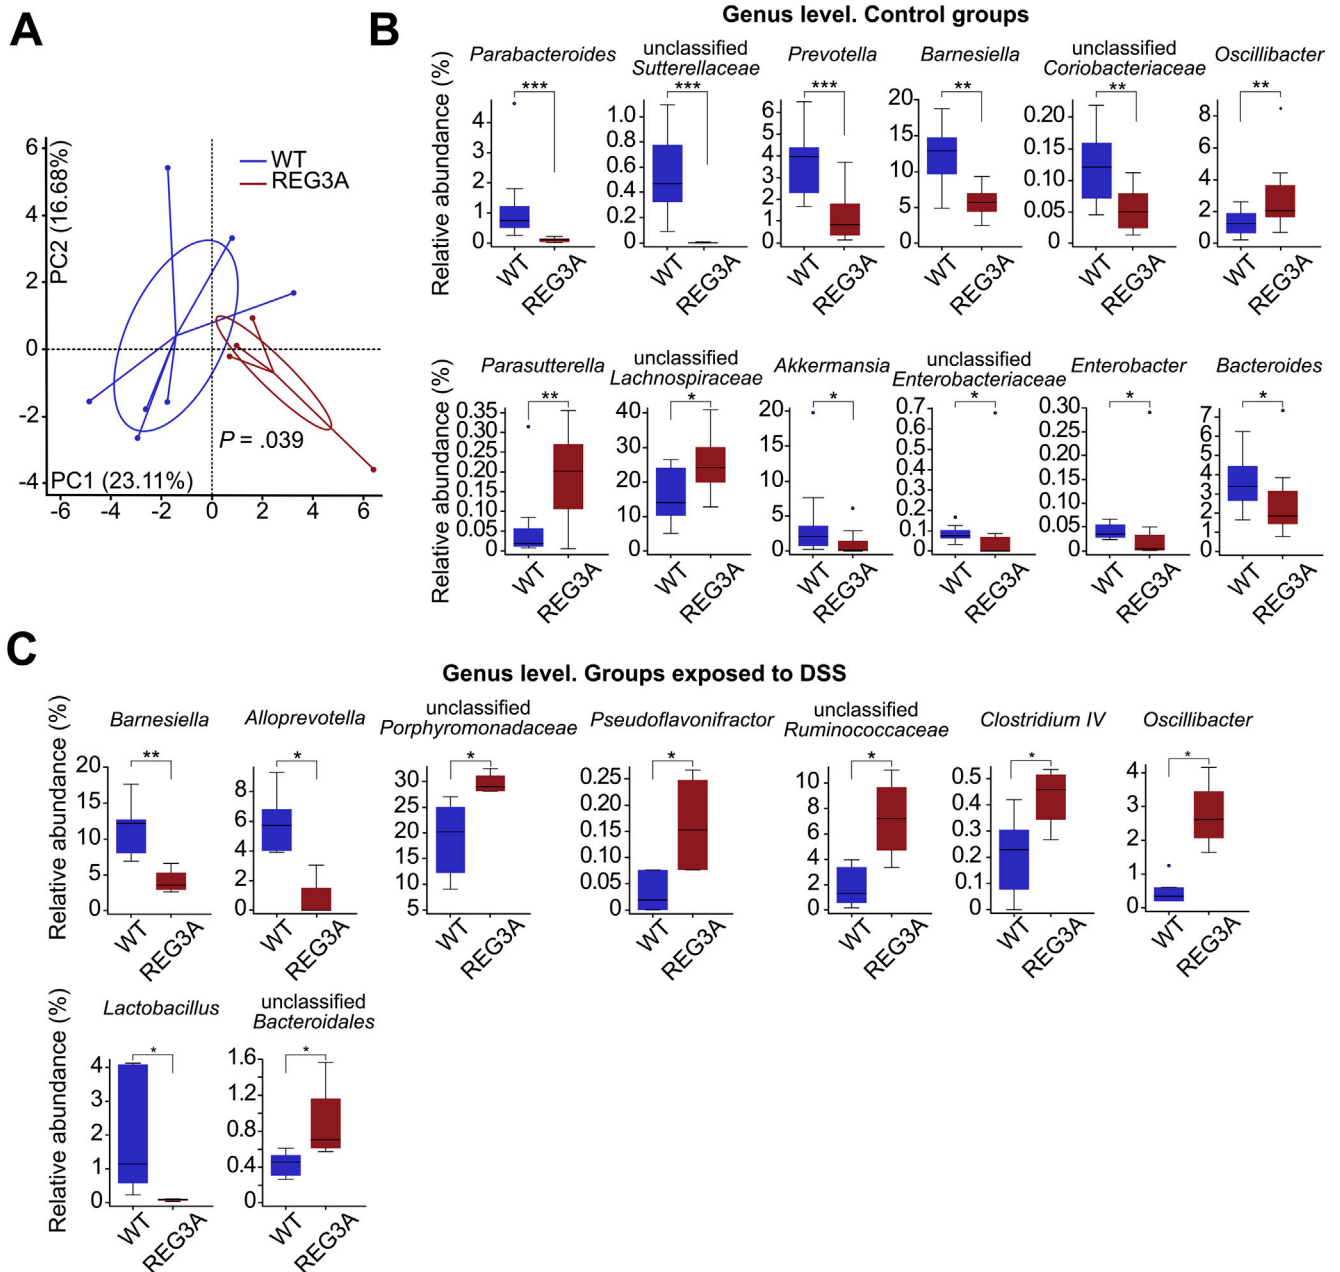 A
PC2 (16.68%)
6
4
2
0
-2
-4
WT
REG3A
P = .039
PC1 (23.11%)
-6 -4 -2 0 2 4 6
B
Genus level. Control groups
Relative abundance (%)
Parabacteroides
***
4
3
2
1
0
WT REG3A
unclassified
Sutterellaceae
***
1.0
0.8
0.6
0.4
0.2
0
WT REG3A
Prevotella
***
6
5
4
3
2
1
0
WT REG3A
Barnesiella
**
20
15
10
5
0
WT REG3A
unclassified
Coriobacteriaceae
**
0.20
0.15
0.10
0.05
0
WT REG3A
Oscillibacter
**
8
6
4
2
0
WT REG3A
Relative abundance (%)
Parasutterella
**
0.35
0.30
0.25
0.20
0.15
0.10
0.05
0
WT REG3A
unclassified
Lachnospiraceae
*
40
30
20
10
0
WT REG3A
Akkermansia
*
20
15
10
5
0
WT REG3A
unclassified
Enterobacteriaceae
*
0.7
0.6
0.5
0.4
0.3
0.2
0.1
0
WT REG3A
Enterobacter
*
0.30
0.25
0.20
0.15
0.10
0.05
0
WT REG3A
Bacteroides
*
7
6
5
4
3
2
1
0
WT REG3A
C
Genus level. Groups exposed to DSS
Relative abundance (%)
Barnesiella
**
20
15
10
5
0
WT REG3A
Alloprevotella
*
8
6
4
2
0
WT REG3A
unclassified
Porphyromonadaceae
*
30
25
20
15
10
5
WT REG3A
Pseudoflavonifractor
*
0.25
0.20
0.15
0.10
0.05
0
WT REG3A
unclassified
Ruminococcaceae
*
10
8
6
4
2
0
WT REG3A
Clostridium IV
*
0.5
0.4
0.3
0.2
0.1
0
WT REG3A
Oscillibacter
*
4
3
2
1
0
WT REG3A
Relative abundance (%)
Lactobacillus
*
4
3
2
1
0
WT REG3A
unclassified
Bacteroidales
*
1.6
1.2
0.8
0.4
0
WT REG3A